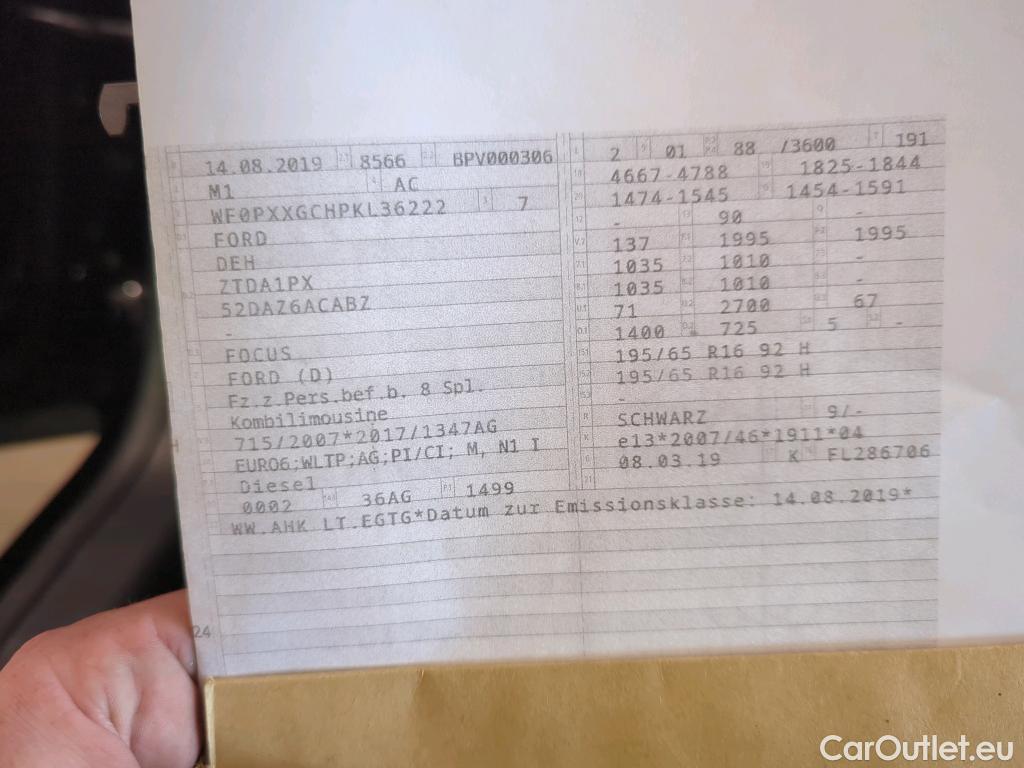 14.08.2019 8566 BPV000306
M1 AC
WF0PXXGCHPKL36222 7
FORD
DEH
ZTDA1PX
52DAZ6ACABZ
-
FOCUS
FORD (D)
Fz.z.Pers.bef.b. 8 Spl.
Kombilimousine
715/2007*2017/1347AG
EURO6;WLTP;AG;PI/CI; M, N1 I
Diesel
0002 36AG 1499
2 01 88 /3600 191
4667-4788 1825-1844
1474-1545 1454-1591
- 90 -
137 1995 1995
1035 1010 -
1035 1010 -
71 2700 67
1400 725 5 -
195/65 R16 92 H
195/65 R16 92 H
-
SCHWARZ 9/-
e13*2007/46*1911*04
08.03.19 K FL286706
WW.AHK LT.EGTG*Datum zur Emissionsklasse: 14.08.2019*
24
CarOutlet.eu